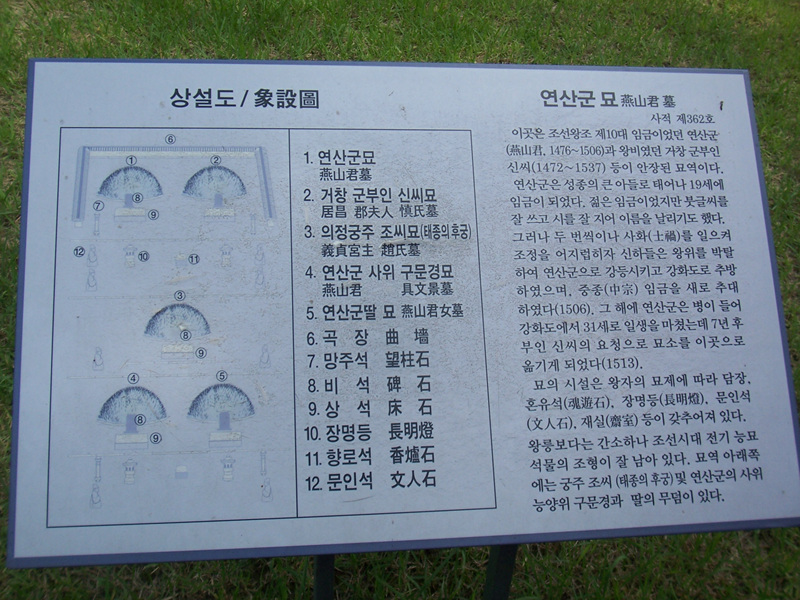 상설도 / 象設圖
⑥
① ②
⑧
⑦ ⑨
⑫ ⑩ ⑪
③
⑧
⑨
④ ⑤
⑧
⑨
1. 연산군묘
燕山君墓
2. 거창 군부인 신씨묘
居昌 郡夫人 愼氏墓
3. 의정궁주 조씨묘(태종의 후궁)
義貞宮主 趙氏墓
4. 연산군 사위 구문경묘
燕山君 具文景墓
5. 연산군딸 묘 燕山君女墓
6. 곡 장 曲 墻
7. 망주석 望柱石
8. 비 석 碑 石
9. 상 석 床 石
10. 장명등 長明燈
11. 향로석 香爐石
12. 문인석 文人石
연산군 묘 燕山君 墓
사적 제362호
이곳은 조선왕조 제10대 임금이었던 연산군
(燕山君, 1476~1506)과 왕비였던 거창 군부인
신씨(1472~1537) 등이 안장된 묘역이다.
연산군은 성종의 큰 아들로 태어나 19세에
임금이 되었다. 젊은 임금이었지만 붓글씨를
잘 쓰고 시를 잘 지어 이름을 날리기도 했다.
그러나 두 번씩이나 사화(士禍)를 일으켜
조정을 어지럽히자 신하들은 왕위를 박탈
하여 연산군으로 강등시키고 강화도로 추방
하였으며, 중종(中宗) 임금을 새로 추대
하였다(1506). 그 해에 연산군은 병이 들어
강화도에서 31세로 일생을 마쳤는데 7년 후
부인 신씨의 요청으로 묘소를 이곳으로
옮기게 되었다(1513).
묘의 시설은 왕자의 묘제에 따라 담장,
혼유석(魂遊石), 장명등(長明燈), 문인석
(文人石), 재실(齋室) 등이 갖추어져 있다.
왕릉보다는 간소하나 조선시대 전기 능묘
석물의 조형이 잘 남아 있다. 묘역 아래쪽
에는 궁주 조씨 (태종의 후궁) 및 연산군의 사위
능양위 구문경과 딸의 무덤이 있다.